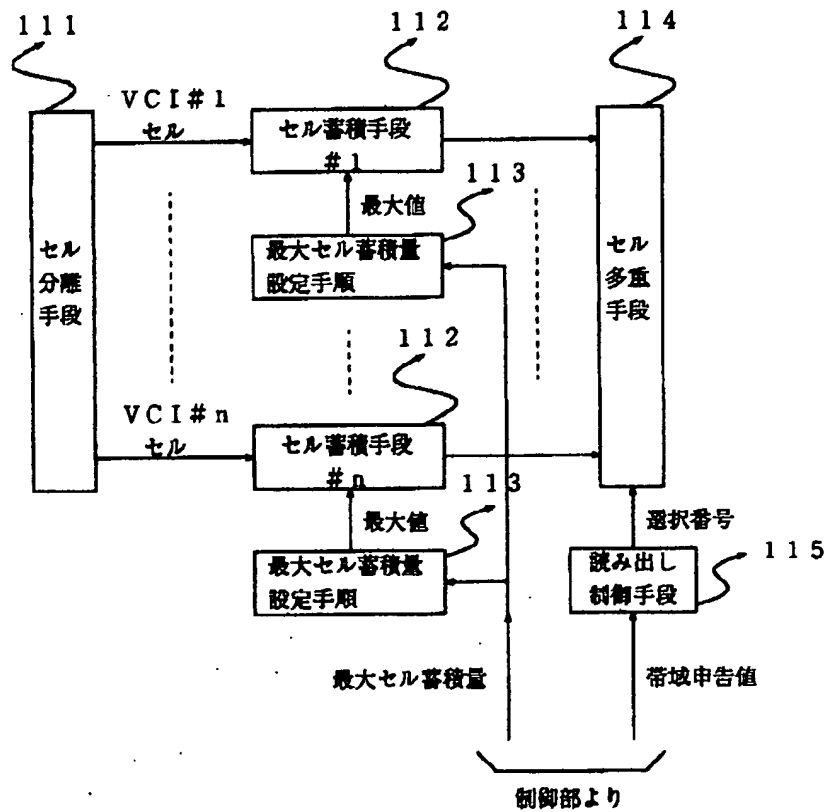 111
112
114
VCI#1
セル
セル蓄積手段
#1
113
最大値
最大セル蓄積量
設定手順
セル
分離
手段
セル
多重
手段
112
VCI#n
セル
セル蓄積手段
#n
113
最大値
選択番号
最大セル蓄積量
設定手順
読み出し
制御手段
115
最大セル蓄積量
帯域申告値
制御部より